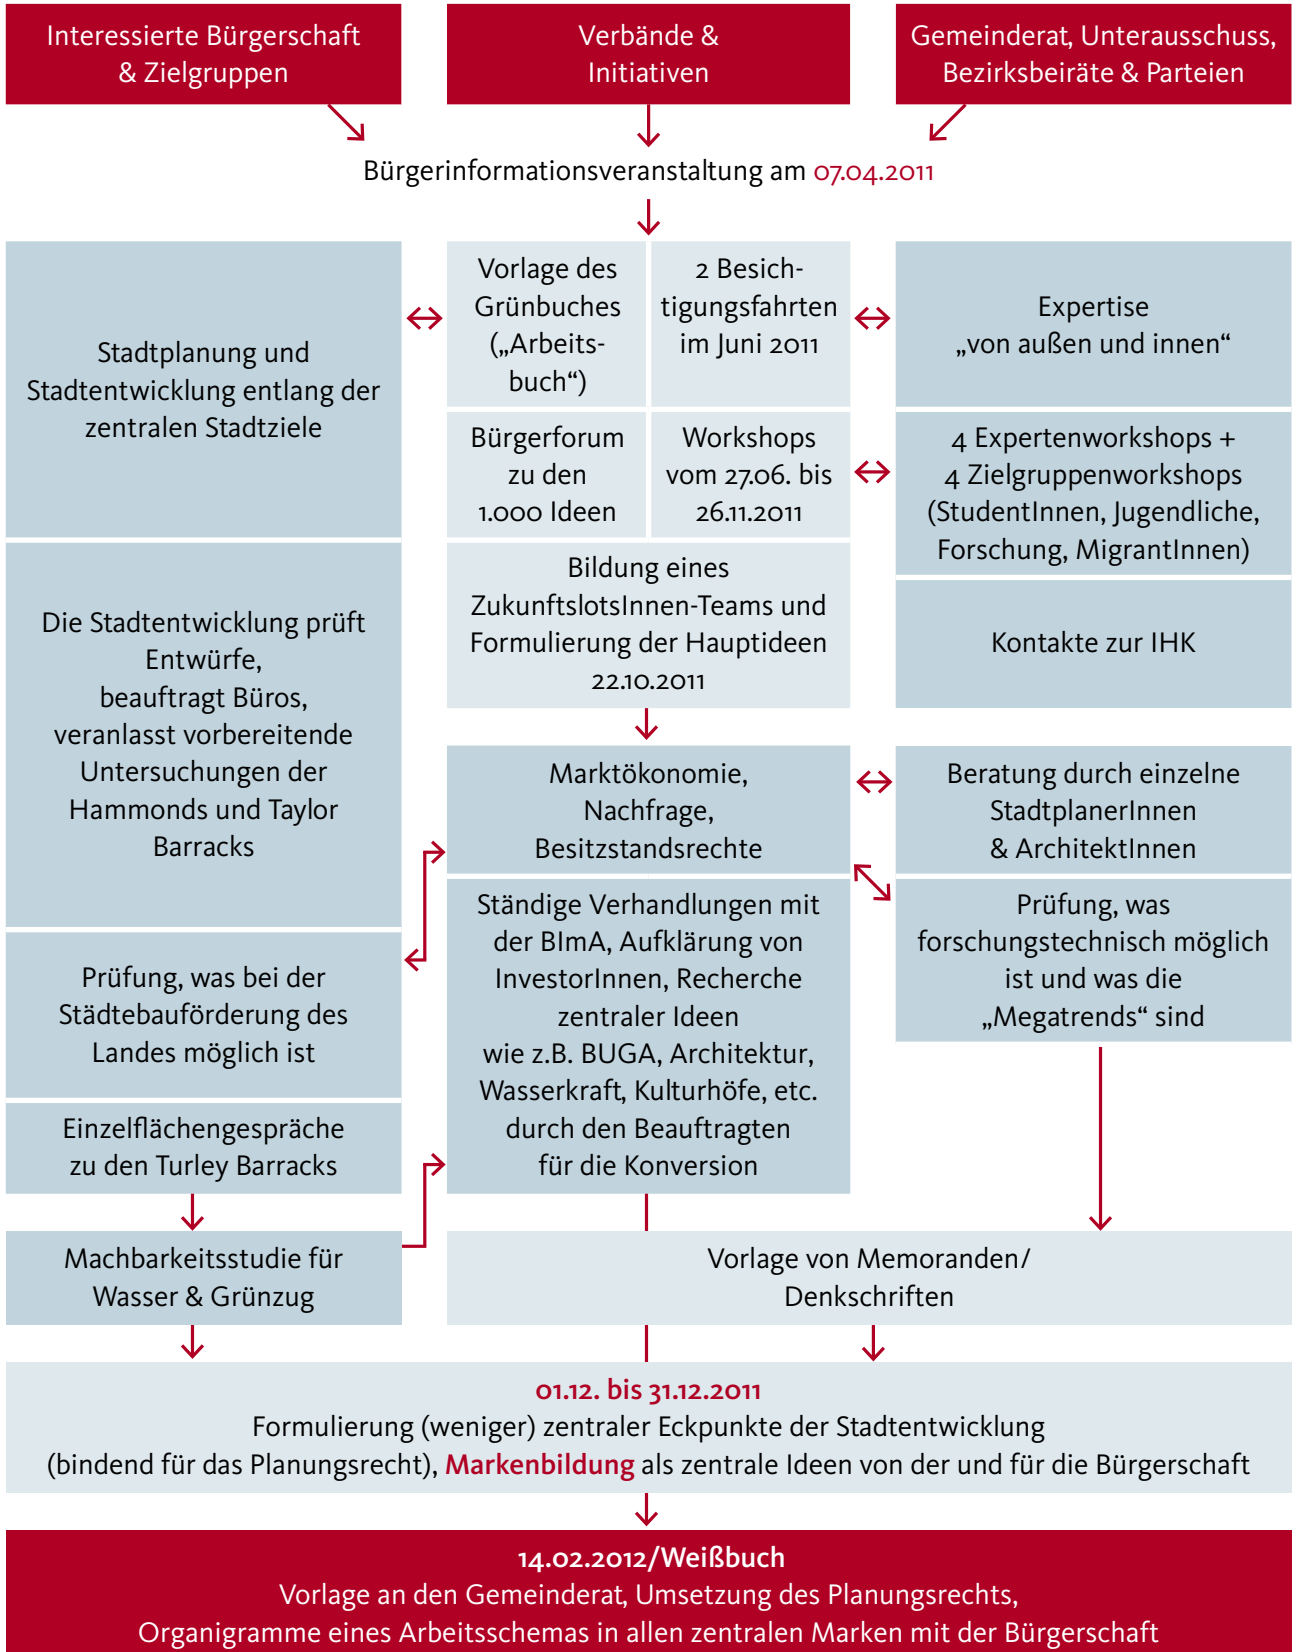 Interessierte Bürgerschaft
& Zielgruppen
Verbände &
Initiativen
Gemeinderat, Unterausschuss,
Bezirksbeiräte & Parteien
Bürgerinformationsveranstaltung am 07.04.2011
Stadtplanung und
Stadtentwicklung entlang der
zentralen Stadtziele
Vorlage des
Grünbuches
(„Arbeits-
buch“)
2 Besich-
tigungsfahrten
im Juni 2011
Expertise
„von außen und innen“
Bürgerforum
zu den
1.000 Ideen
Workshops
vom 27.06. bis
26.11.2011
4 Expertenworkshops +
4 Zielgruppenworkshops
(StudentInnen, Jugendliche,
Forschung, MigrantInnen)
Die Stadtentwicklung prüft
Entwürfe,
beauftragt Büros,
veranlasst vorbereitende
Untersuchungen der
Hammonds und Taylor
Barracks
Bildung eines
ZukunftslotsInnen-Teams und
Formulierung der Hauptideen
22.10.2011
Kontakte zur IHK
Marktökonomie,
Nachfrage,
Besitzstandsrechte
Beratung durch einzelne
StadtplanerInnen
& ArchitektInnen
Ständige Verhandlungen mit
der BImA, Aufklärung von
InvestorInnen, Recherche
zentraler Ideen
wie z.B. BUGA, Architektur,
Wasserkraft, Kulturhöfe, etc.
durch den Beauftragten
für die Konversion
Prüfung, was
forschungstechnisch möglich
ist und was die
„Megatrends“ sind
Prüfung, was bei der
Städtebauförderung des
Landes möglich ist
Einzelflächengespräche
zu den Turley Barracks
Machbarkeitsstudie für
Wasser & Grünzug
Vorlage von Memoranden/
Denkschriften
01.12. bis 31.12.2011
Formulierung (weniger) zentraler Eckpunkte der Stadtentwicklung
(bindend für das Planungsrecht), Markenbildung als zentrale Ideen von der und für die Bürgerschaft
14.02.2012/Weißbuch
Vorlage an den Gemeinderat, Umsetzung des Planungsrechts,
Organigramme eines Arbeitsschemas in allen zentralen Marken mit der Bürgerschaft